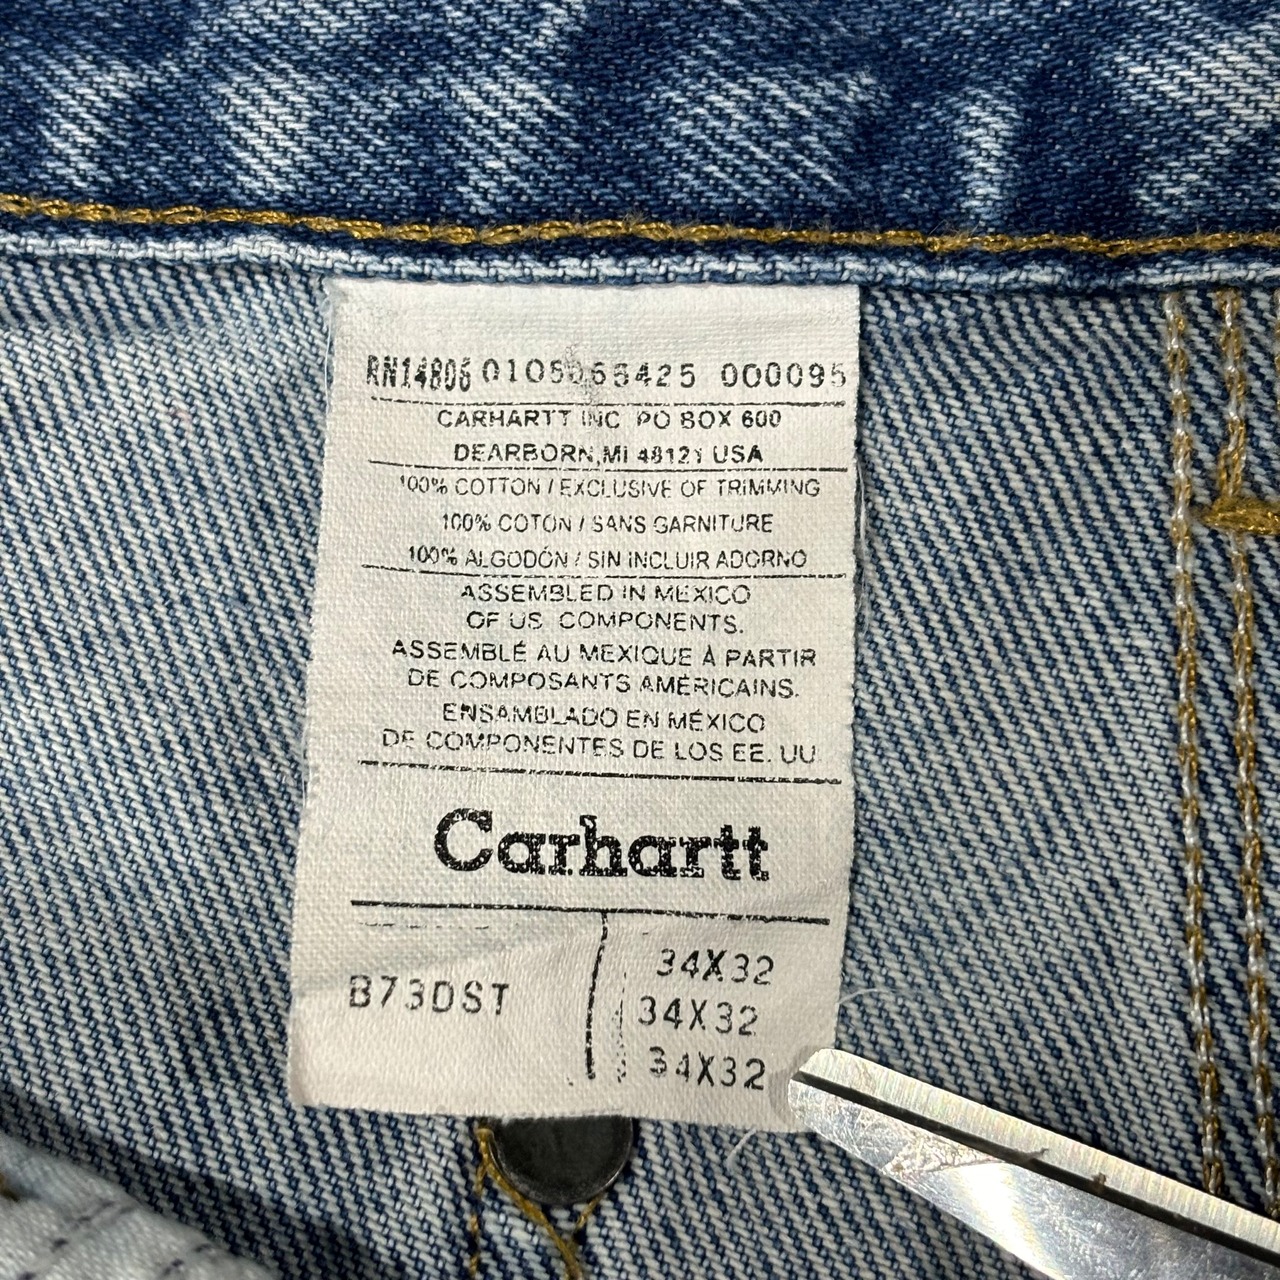 RN14806 0105065425 000095
CARHARTT INC PO BOX 600
DEARBORN, MI 48121 USA
100% COTTON / EXCLUSIVE OF TRIMMING
100% COTON / SANS GARNITURE
100% ALGODÓN / SIN INCLUIR ADORNO
ASSEMBLED IN MEXICO
OF US COMPONENTS.
ASSEMBLÉ AU MEXIQUE À PARTIR
DE COMPOSANTS AMÉRICAINS.
ENSAMBLADO EN MÉXICO
DE COMPONENTES DE LOS EE. UU
Carhartt
B73DST
34X32
34X32
34X32